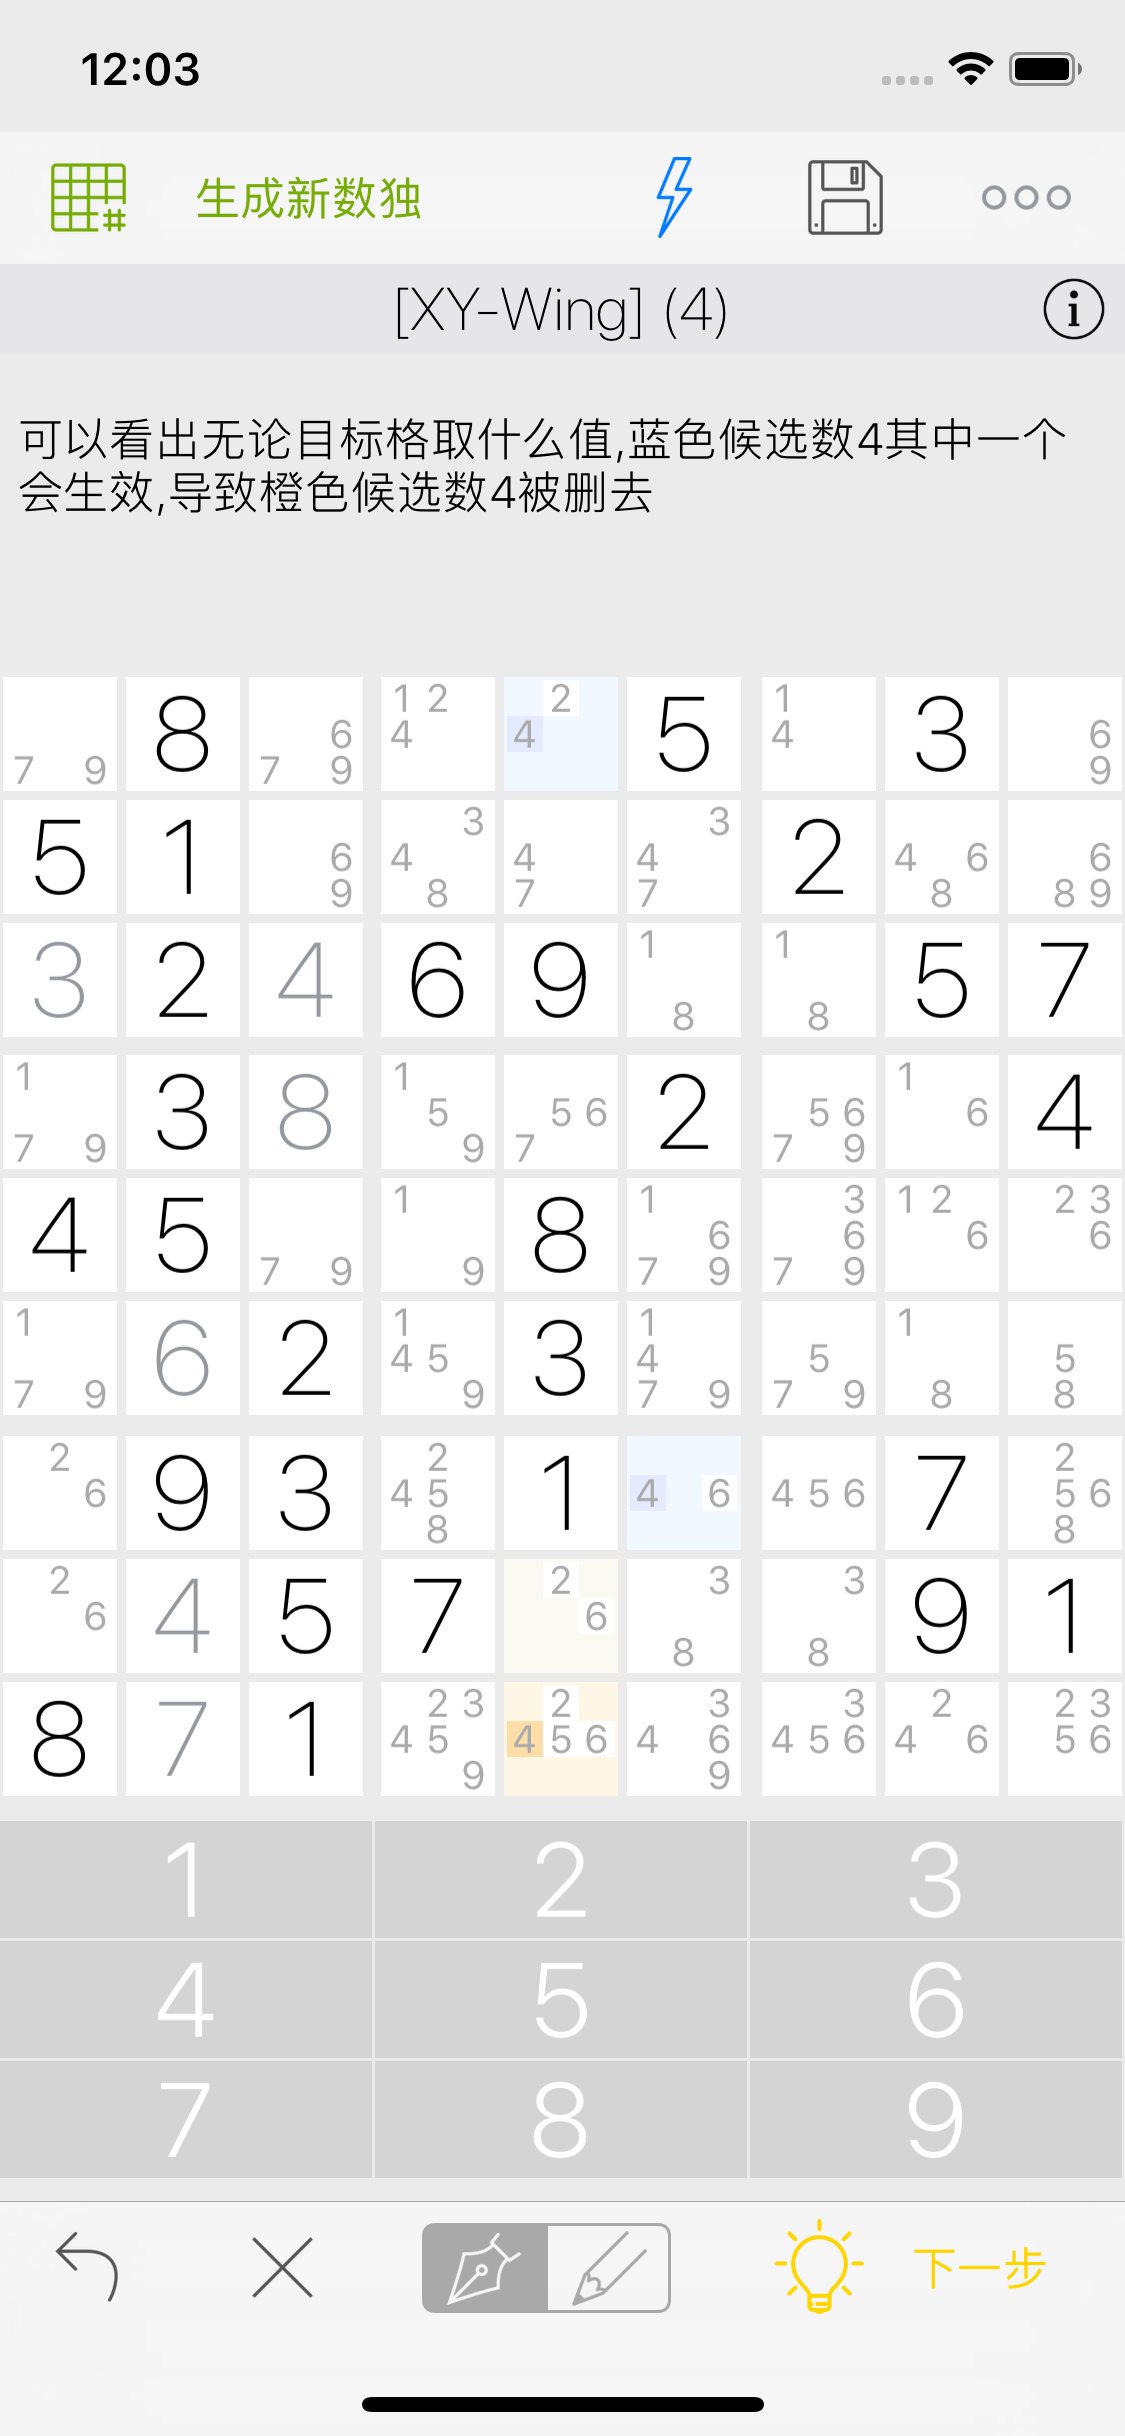 12:03
生成新数独
[XY-Wing] (4)
i
可以看出无论目标格取什么值,蓝色候选数4其中一个
会生效,导致橙色候选数4被删去
7 9 8 6 7 9 1 2 4 2 4 5 1 4 3 6 9
5 1 6 9 3 4 8 4 7 3 4 7 2 4 6 8 6 8 9
3 2 4 6 9 1 8 1 8 5 7
1 7 9 3 8 1 5 9 5 6 7 2 5 6 7 9 1 6 4
4 5 7 9 1 9 8 1 6 7 9 3 6 7 9 1 2 6 2 3 6
1 7 9 6 2 1 4 5 9 3 1 4 7 9 5 7 9 1 8 5 8
2 6 9 3 2 4 5 8 1 4 6 4 5 6 7 2 5 6 8
2 6 4 5 7 2 6 3 8 3 8 9 1
8 7 1 2 3 4 5 9 2 4 5 6 3 4 6 9 3 4 5 6 2 4 6 2 3 5 6
1 2 3
4 5 6
7 8 9
下一步